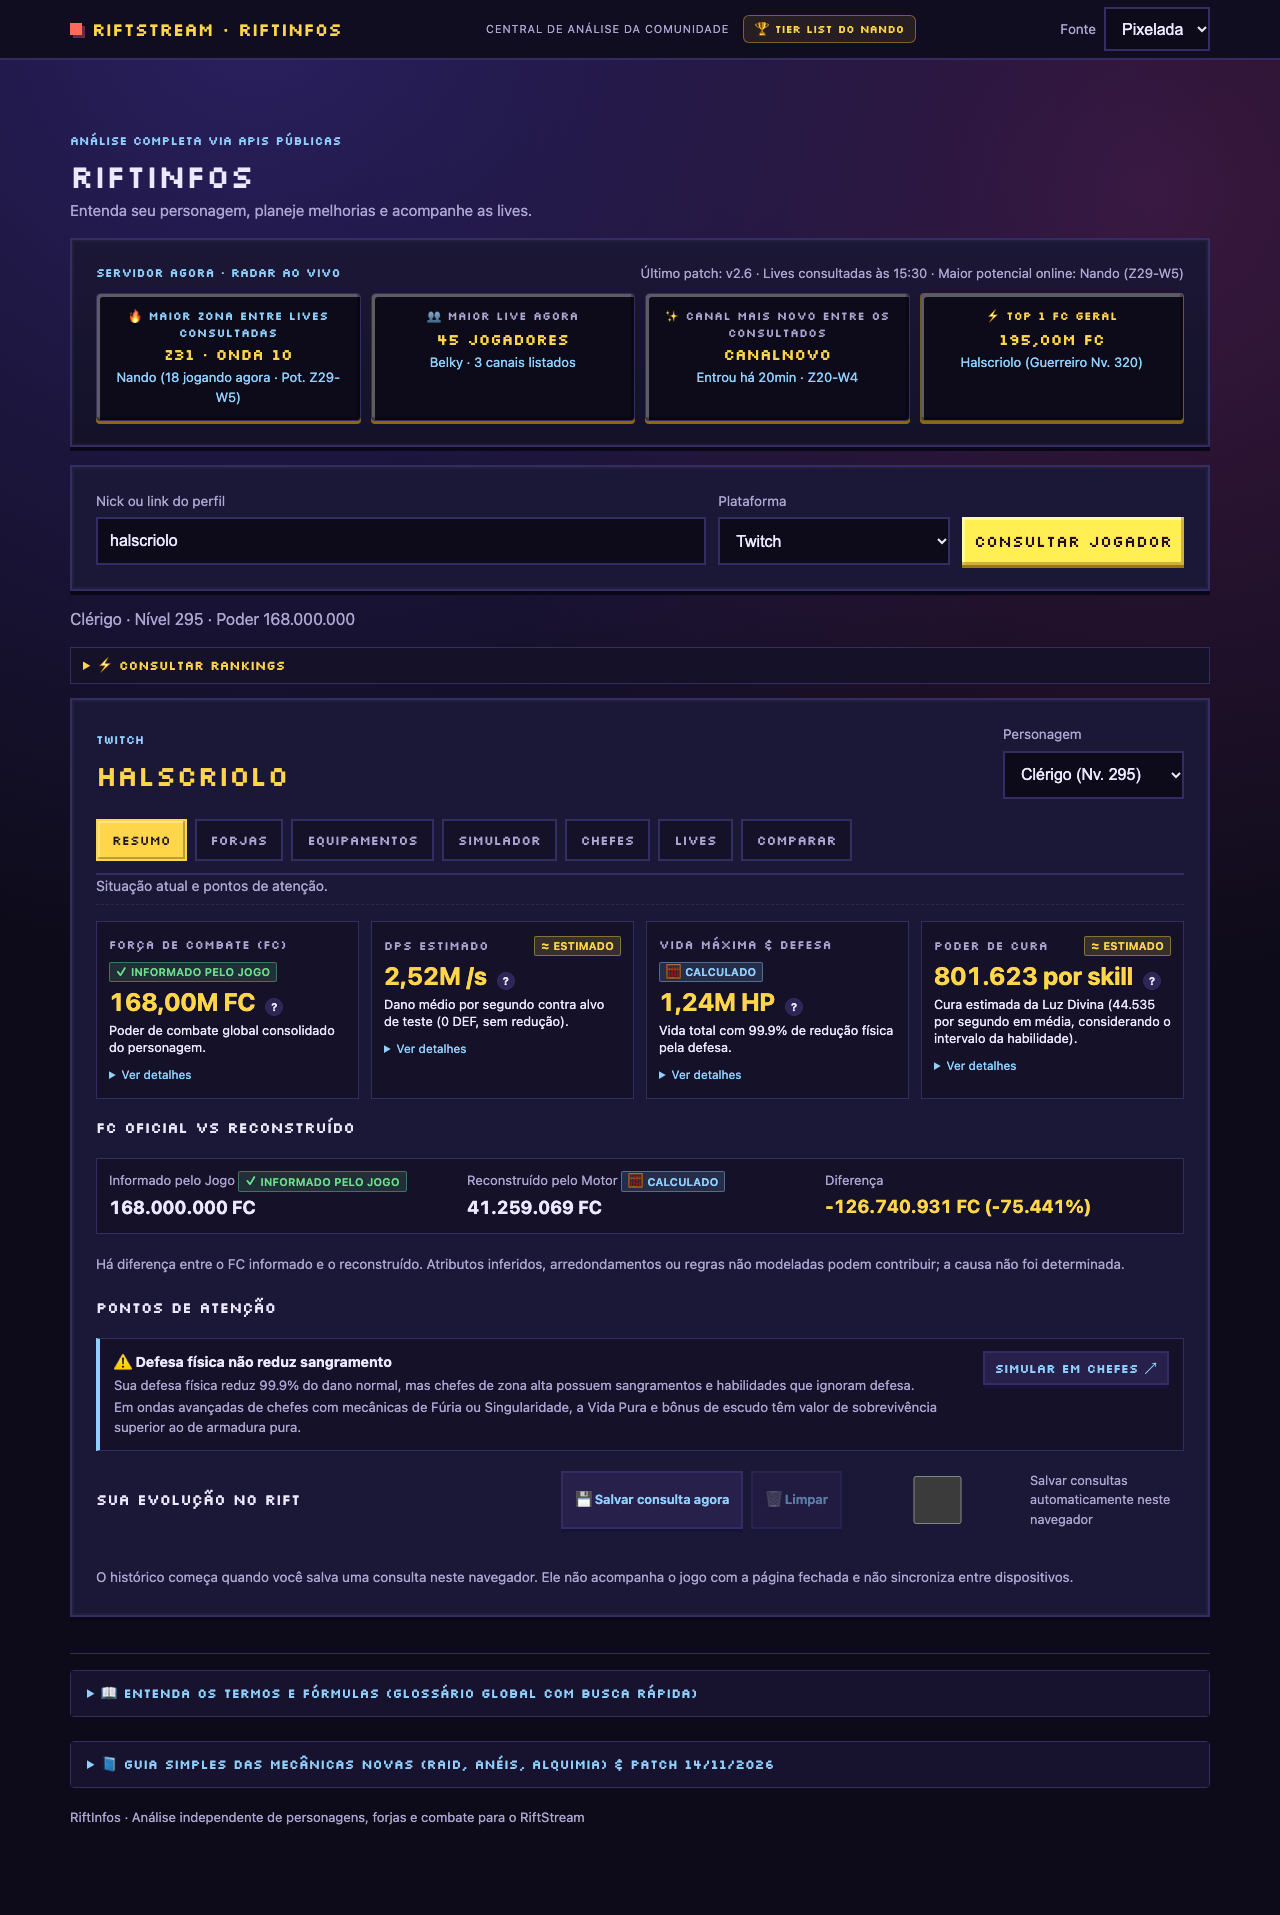 RIFTSTREAM · RIFTINFOS
CENTRAL DE ANÁLISE DA COMUNIDADE
🏆 TIER LIST DO NANDO
Fonte
Pixelada
ANÁLISE COMPLETA VIA APIS PÚBLICAS
RIFTINFOS
Entenda seu personagem, planeje melhorias e acompanhe as lives.
SERVIDOR AGORA · RADAR AO VIVO
Último patch: v2.6 · Lives consultadas às 15:30 · Maior potencial online: Nando (Z29-W5)
🔥 MAIOR ZONA ENTRE LIVES
CONSULTADAS
Z31 · ONDA 10
Nando (18 jogando agora · Pot. Z29-
W5)
👥 MAIOR LIVE AGORA
45 JOGADORES
Belky · 3 canais listados
✨ CANAL MAIS NOVO ENTRE OS
CONSULTADOS
CANALNOVO
Entrou há 20min · Z20-W4
⚡ TOP 1 FC GERAL
195,00M FC
Halscriolo (Guerreiro Nv. 320)
Nick ou link do perfil
halscriolo
Plataforma
Twitch
CONSULTAR JOGADOR
Clérigo · Nível 295 · Poder 168.000.000
▶ ⚡ CONSULTAR RANKINGS
TWITCH
HALSCRIOLO
Personagem
Clérigo (Nv. 295)
RESUMO
FORJAS
EQUIPAMENTOS
SIMULADOR
CHEFES
LIVES
COMPARAR
Situação atual e pontos de atenção.
FORÇA DE COMBATE (FC)
✓ INFORMADO PELO JOGO
168,00M FC ?
Poder de combate global consolidado
do personagem.
▶ Ver detalhes
DPS ESTIMADO
≈ ESTIMADO
2,52M /s ?
Dano médio por segundo contra alvo
de teste (0 DEF, sem redução).
▶ Ver detalhes
VIDA MÁXIMA & DEFESA
🧮 CALCULADO
1,24M HP ?
Vida total com 99.9% de redução física
pela defesa.
▶ Ver detalhes
PODER DE CURA
≈ ESTIMADO
801.623 por skill ?
Cura estimada da Luz Divina (44.535
por segundo em média, considerando o
intervalo da habilidade).
▶ Ver detalhes
FC OFICIAL VS RECONSTRUÍDO
Informado pelo Jogo ✓ INFORMADO PELO JOGO
168.000.000 FC
Reconstruído pelo Motor 🧮 CALCULADO
41.259.069 FC
Diferença
-126.740.931 FC (-75.441%)
Há diferença entre o FC informado e o reconstruído. Atributos inferidos, arredondamentos ou regras não modeladas podem contribuir; a causa não foi determinada.
PONTOS DE ATENÇÃO
⚠️ Defesa física não reduz sangramento
Sua defesa física reduz 99.9% do dano normal, mas chefes de zona alta possuem sangramentos e habilidades que ignoram defesa.
Em ondas avançadas de chefes com mecânicas de Fúria ou Singularidade, a Vida Pura e bônus de escudo têm valor de sobrevivência
superior ao de armadura pura.
SIMULAR EM CHEFES ↗
SUA EVOLUÇÃO NO RIFT
💾 Salvar consulta agora
🗑 Limpar
Salvar consultas
automaticamente neste
navegador
O histórico começa quando você salva uma consulta neste navegador. Ele não acompanha o jogo com a página fechada e não sincroniza entre dispositivos.
▶ 📖 ENTENDA OS TERMOS E FÓRMULAS (GLOSSÁRIO GLOBAL COM BUSCA RÁPIDA)
▶ 📘 GUIA SIMPLES DAS MECÂNICAS NOVAS (RAID, ANÉIS, ALQUIMIA) & PATCH 14/11/2026
RiftInfos · Análise independente de personagens, forjas e combate para o RiftStream